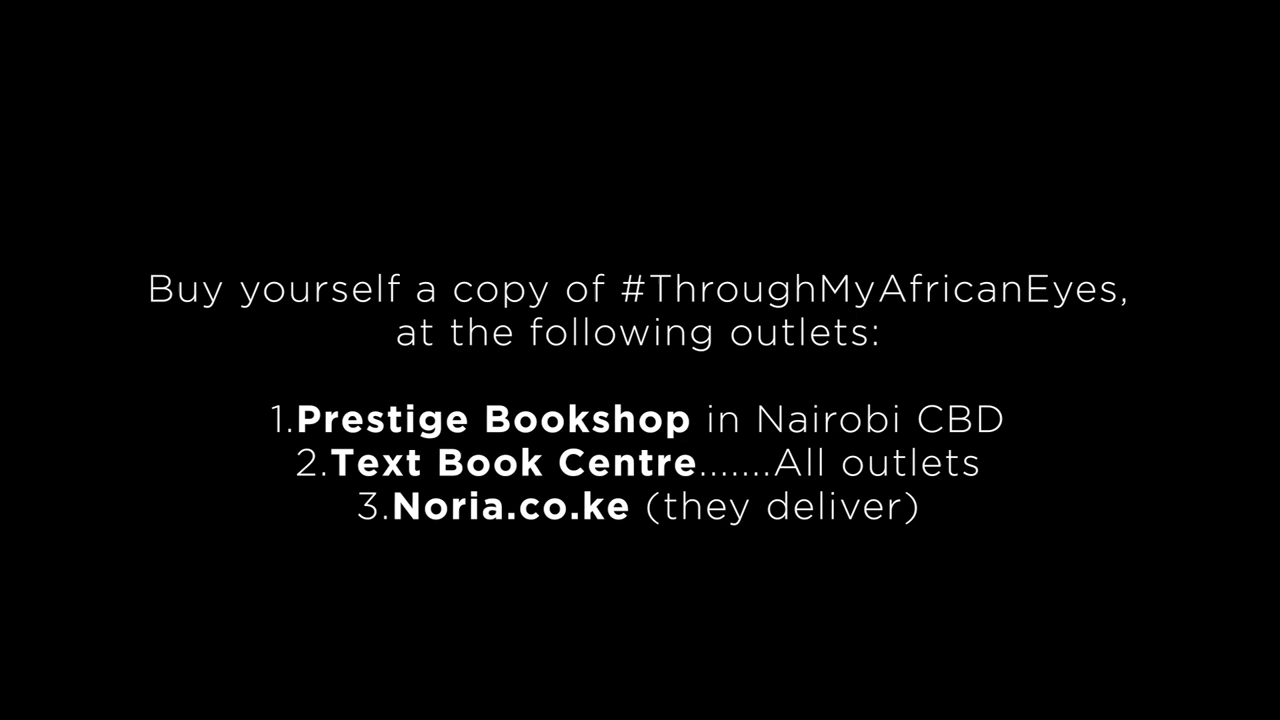 Buy yourself a copy of #ThroughMyAfricanEyes,
at the following outlets:
1.Prestige Bookshop in Nairobi CBD
2.Text Book Centre.......All outlets
3.Noria.co.ke (they deliver)